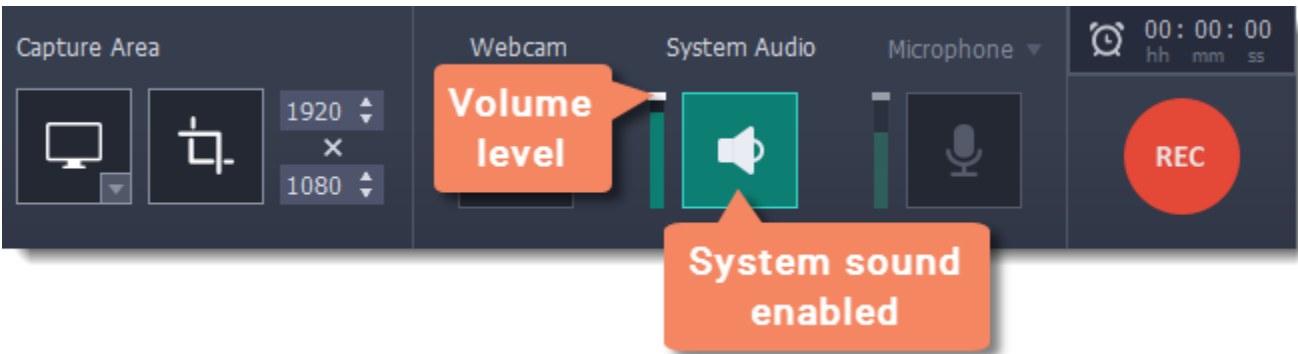 Capture Area
1920
×
1080
Webcam
System Audio
Microphone
00:00:00
hh mm ss
Volume
level
REC
System sound
enabled